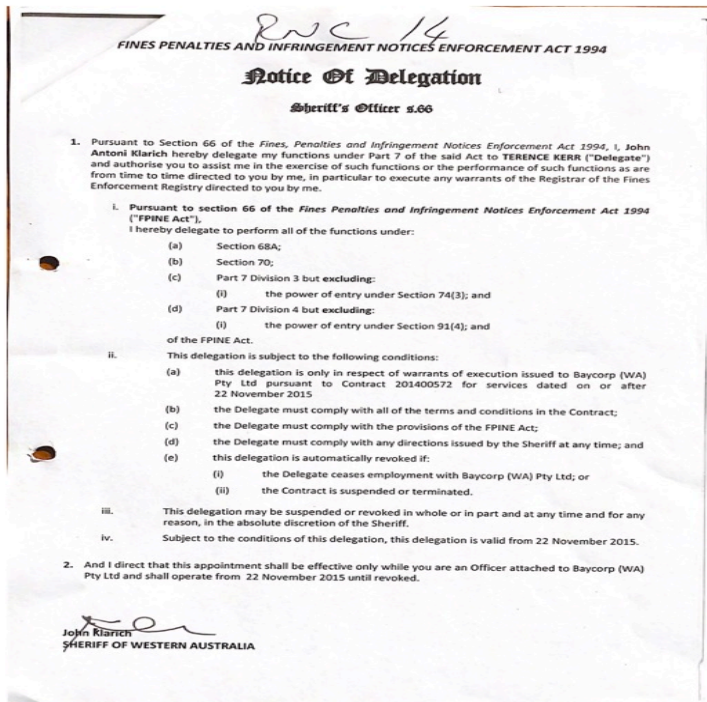 RNC 14
FINES PENALTIES AND INFRINGEMENT NOTICES ENFORCEMENT ACT 1994
Notice Of Delegation
Sheriff's Officer s.66
1. Pursuant to Section 66 of the Fines, Penalties and Infringement Notices Enforcement Act 1994, I, John
Antoni Klarich hereby delegate my functions under Part 7 of the said Act to TERENCE KERR ("Delegate")
and authorise you to assist me in the exercise of such functions or the performance of such functions as are
from time to time directed to you by me, in particular to execute any warrants of the Registrar of the Fines
Enforcement Registry directed to you by me.
i. Pursuant to section 66 of the Fines Penalties and Infringement Notices Enforcement Act 1994
("FPINE Act"),
I hereby delegate to perform all of the functions under:
(a) Section 68A;
(b) Section 70;
(c) Part 7 Division 3 but excluding:
(i) the power of entry under Section 74(3); and
(d) Part 7 Division 4 but excluding:
(i) the power of entry under Section 91(4); and
of the FPINE Act.
ii. This delegation is subject to the following conditions:
(a) this delegation is only in respect of warrants of execution issued to Baycorp (WA)
Pty Ltd pursuant to Contract 201400572 for services dated on or after
22 November 2015
(b) the Delegate must comply with all of the terms and conditions in the Contract;
(c) the Delegate must comply with the provisions of the FPINE Act;
(d) the Delegate must comply with any directions issued by the Sheriff at any time; and
(e) this delegation is automatically revoked if:
(i) the Delegate ceases employment with Baycorp (WA) Pty Ltd; or
(ii) the Contract is suspended or terminated.
iii. This delegation may be suspended or revoked in whole or in part and at any time and for any
reason, in the absolute discretion of the Sheriff.
iv. Subject to the conditions of this delegation, this delegation is valid from 22 November 2015.
2. And I direct that this appointment shall be effective only while you are an Officer attached to Baycorp (WA)
Pty Ltd and shall operate from 22 November 2015 until revoked.
John Klarich
SHERIFF OF WESTERN AUSTRALIA